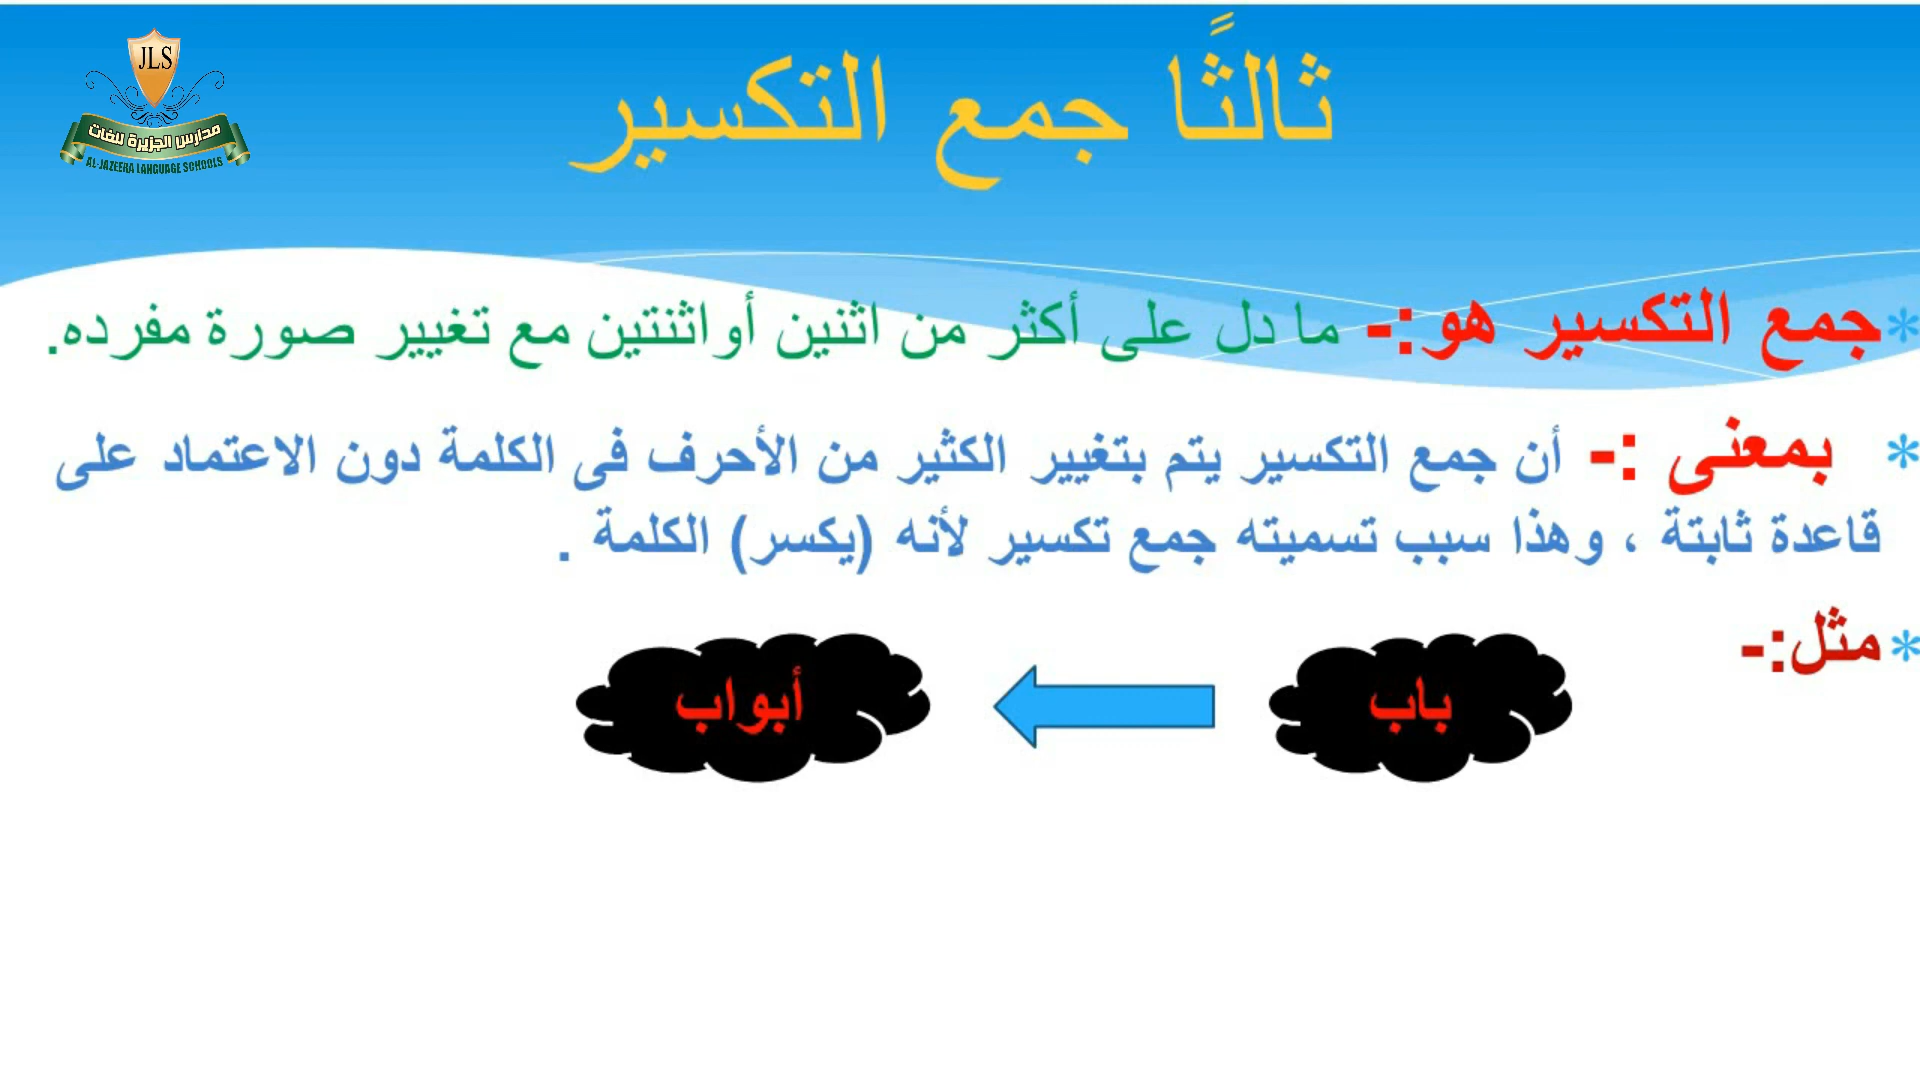 JLS
مدارس الجزيرة للغات
AL-JAZEERA LANGUAGE SCHOOLS
ثالثًا جمع التكسير
*جمع التكسير هو:- ما دل على أكثر من اثنين أواثنتين مع تغيير صورة مفرده.
* بمعنى :- أن جمع التكسير يتم بتغيير الكثير من الأحرف فى الكلمة دون الاعتماد على
قاعدة ثابتة ، وهذا سبب تسميته جمع تكسير لأنه (يكسر) الكلمة .
*مثل:-
باب
أبواب